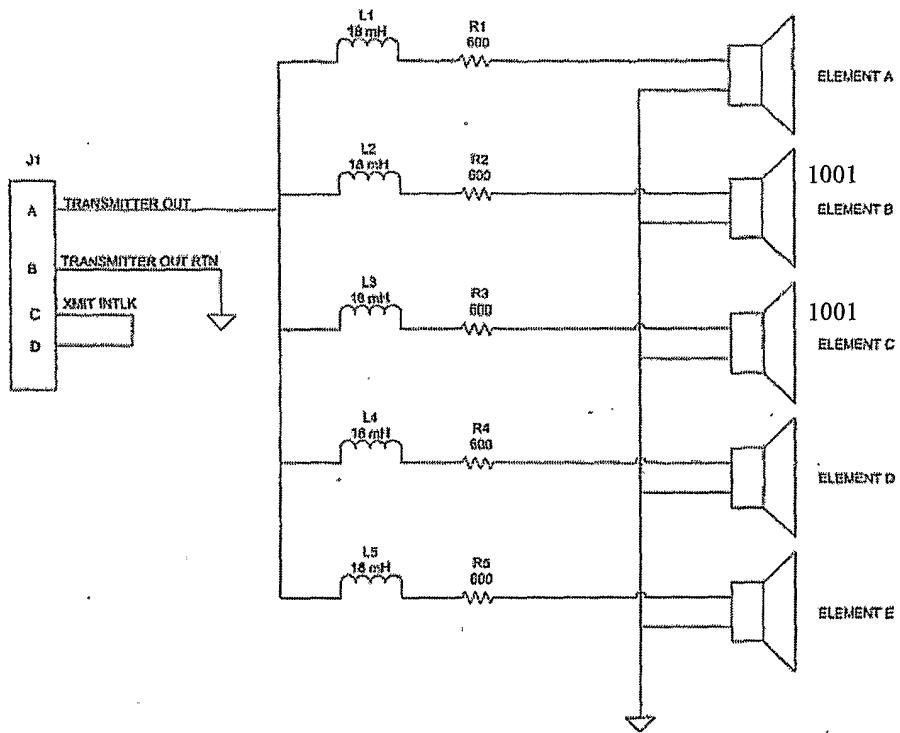 L1
18 mH
R1
600
ELEMENT A
J1
L2
18 mH
R2
600
1001
ELEMENT B
A
TRANSMITTER OUT
B
TRANSMITTER OUT RTN
L3
18 mH
R3
600
1001
ELEMENT C
C
XMIT INTLK
D
L4
18 mH
R4
600
ELEMENT D
L5
18 mH
R5
600
ELEMENT E